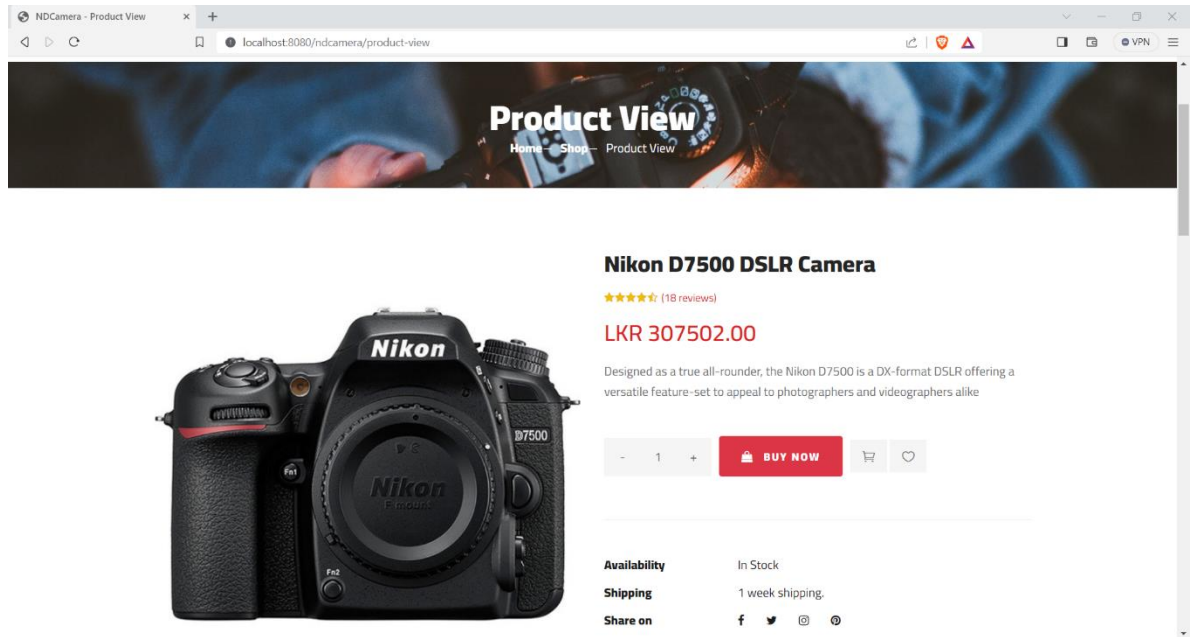 NDCamera - Product View
localhost:8080/ndcamera/product-view
VPN
Product View
Home— Shop— Product View
Nikon D7500 DSLR Camera
(18 reviews)
LKR 307502.00
Designed as a true all-rounder, the Nikon D7500 is a DX-format DSLR offering a
versatile feature-set to appeal to photographers and videographers alike
- 1 +
BUY NOW
Nikon
D7500
Fn1
Nikon
F mount
Fn2
Availability In Stock
Shipping 1 week shipping.
Share on